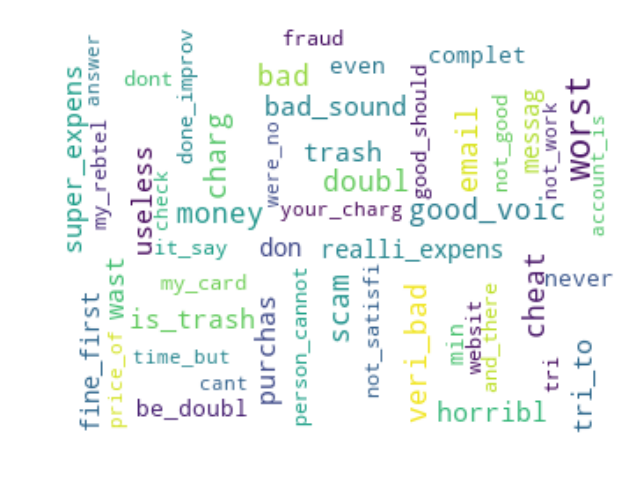 fraud
answer
super_expens
my_rebtel
dont
done_improv
charg
bad
even
complet
bad_sound
good_should
email
not_good
messag
not_work
worst
account_is
were_no
trash
doubl
useless
check
money
your_charg
good_voic
it_say
don
realli_expens
my_card
wast
fine_first
price_of
is_trash
time_but
cant
be_doubl
purchas
person_cannot
scam
not_satisfi
veri_bad
min
websit
and_there
cheat
never
tri
tri_to
horribl